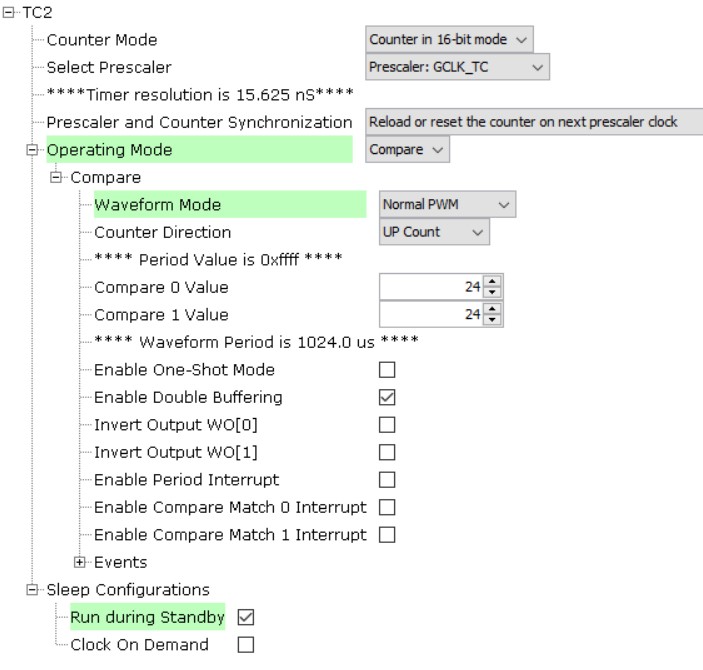 TC2
Counter Mode Counter in 16-bit mode
Select Prescaler Prescaler: GCLK_TC
****Timer resolution is 15.625 nS****
Prescaler and Counter Synchronization Reload or reset the counter on next prescaler clock
Operating Mode Compare
Compare
Waveform Mode Normal PWM
Counter Direction UP Count
**** Period Value is 0xffff ****
Compare 0 Value 24
Compare 1 Value 24
**** Waveform Period is 1024.0 us ****
Enable One-Shot Mode
Enable Double Buffering
Invert Output WO[0]
Invert Output WO[1]
Enable Period Interrupt
Enable Compare Match 0 Interrupt
Enable Compare Match 1 Interrupt
Events
Sleep Configurations
Run during Standby
Clock On Demand